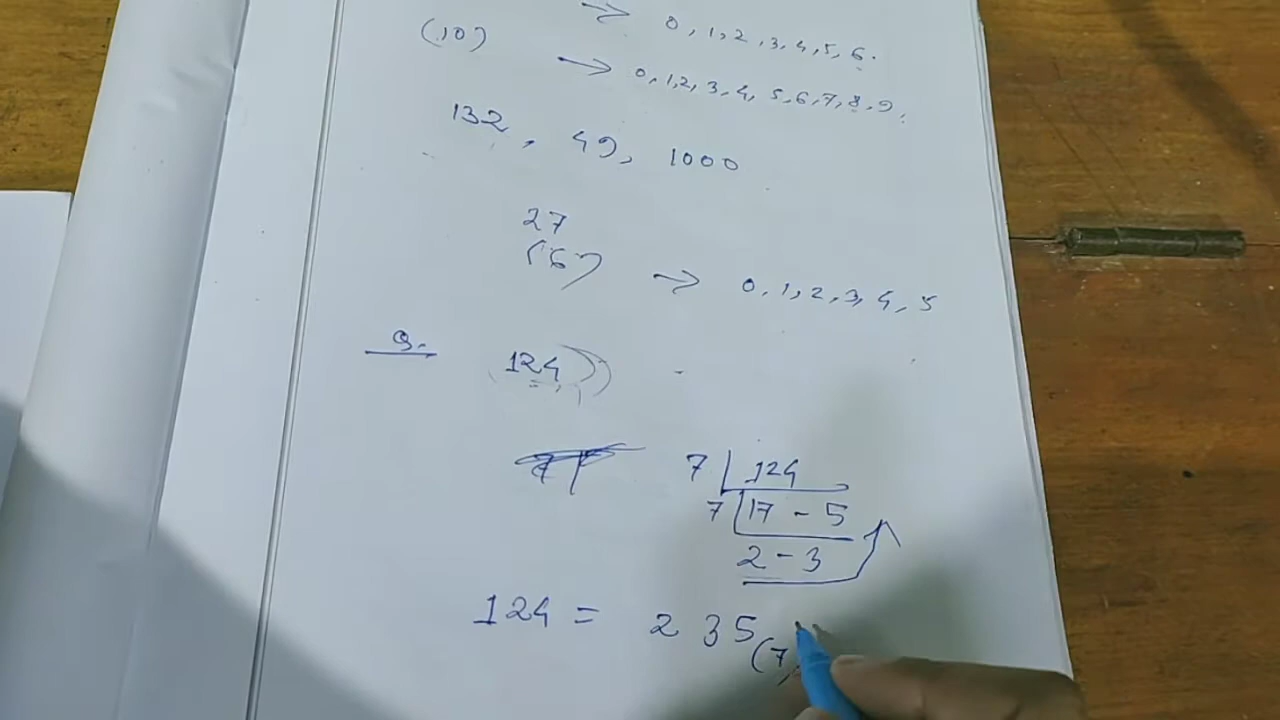 → 0, 1, 2, 3, 4, 5, 6.
(10) → 0, 1, 2, 3, 4, 5, 6, 7, 8, 9,
132, 49, 1000
27
(6) → 0, 1, 2, 3, 4, 5
Q. 124
7 | 124
7 | 17 - 5
2 - 3
124 = 235(7)